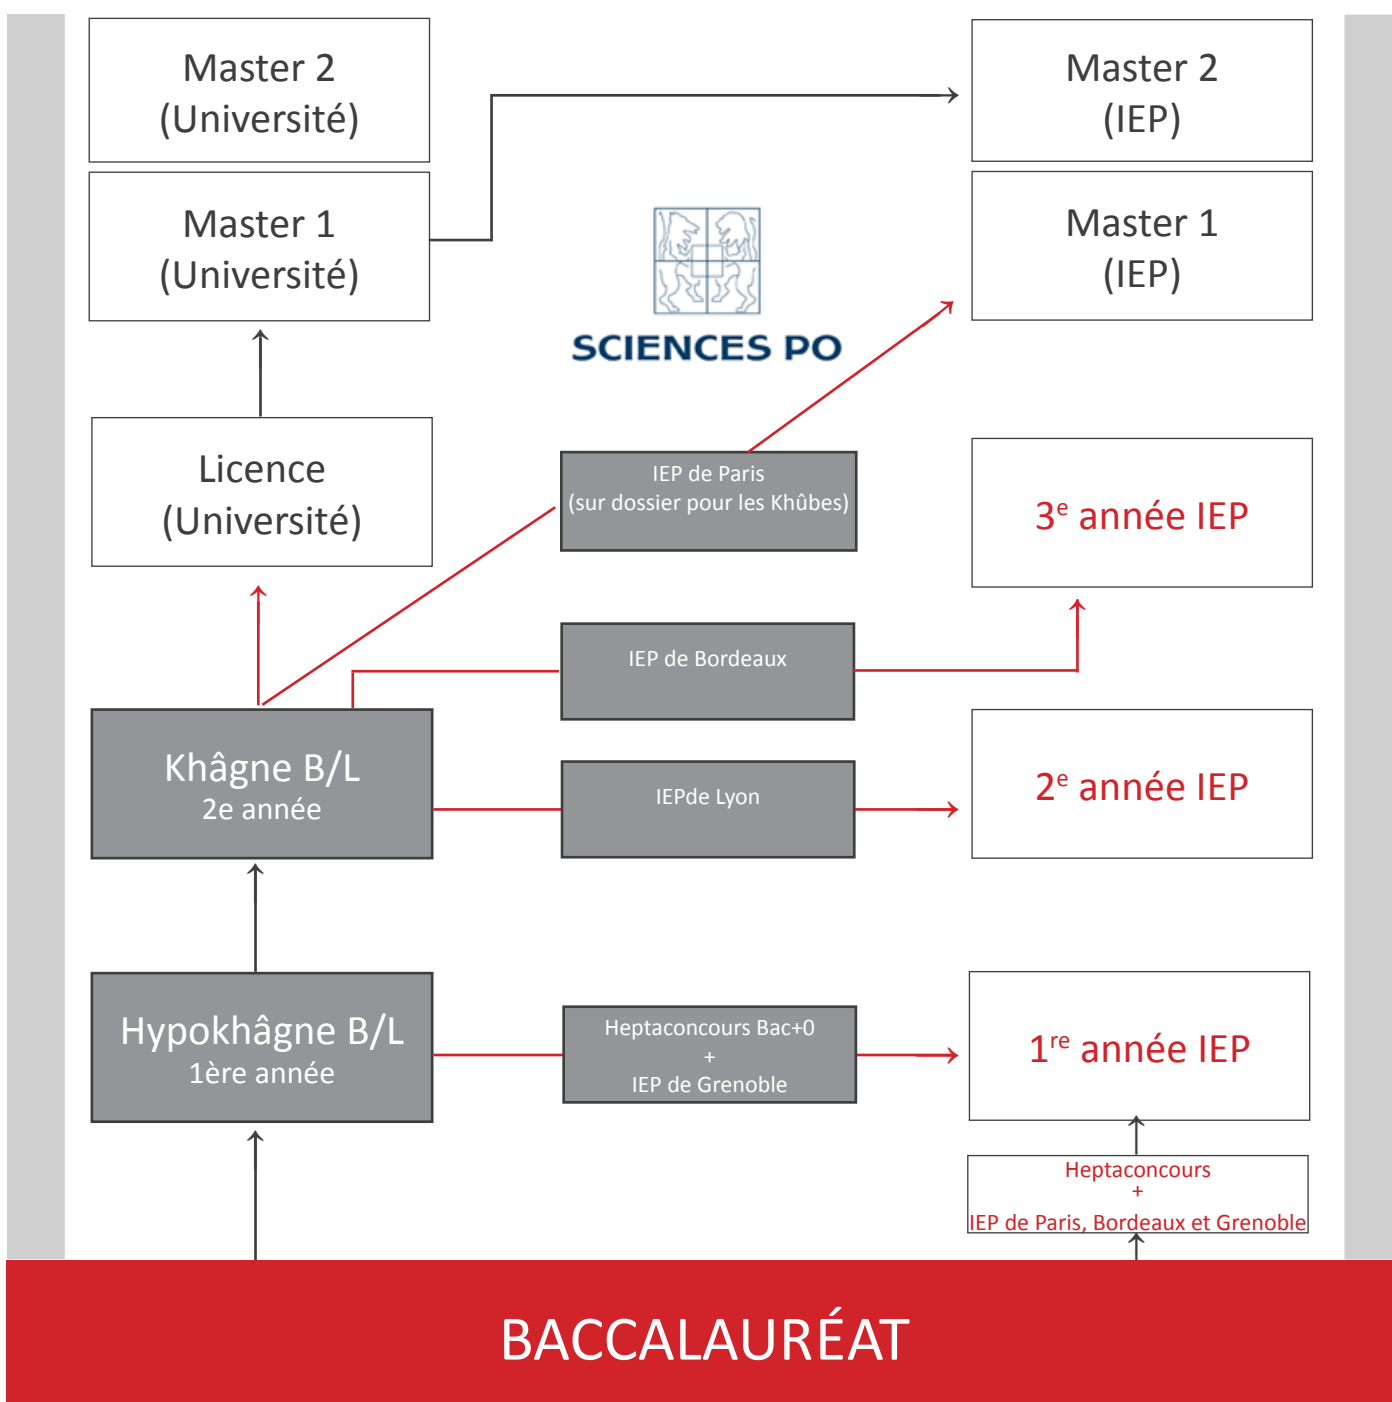 Master 2
(Université)
Master 2
(IEP)
Master 1
(Université)
Master 1
(IEP)
SCIENCES PO
Licence
(Université)
IEP de Paris
(sur dossier pour les Khûbes)
3e année IEP
IEP de Bordeaux
Khâgne B/L
2e année
IEPde Lyon
2e année IEP
Hypokhâgne B/L
1ère année
Heptaconcours Bac+0
+
IEP de Grenoble
1re année IEP
Heptaconcours
+
IEP de Paris, Bordeaux et Grenoble
BACCALAURÉAT